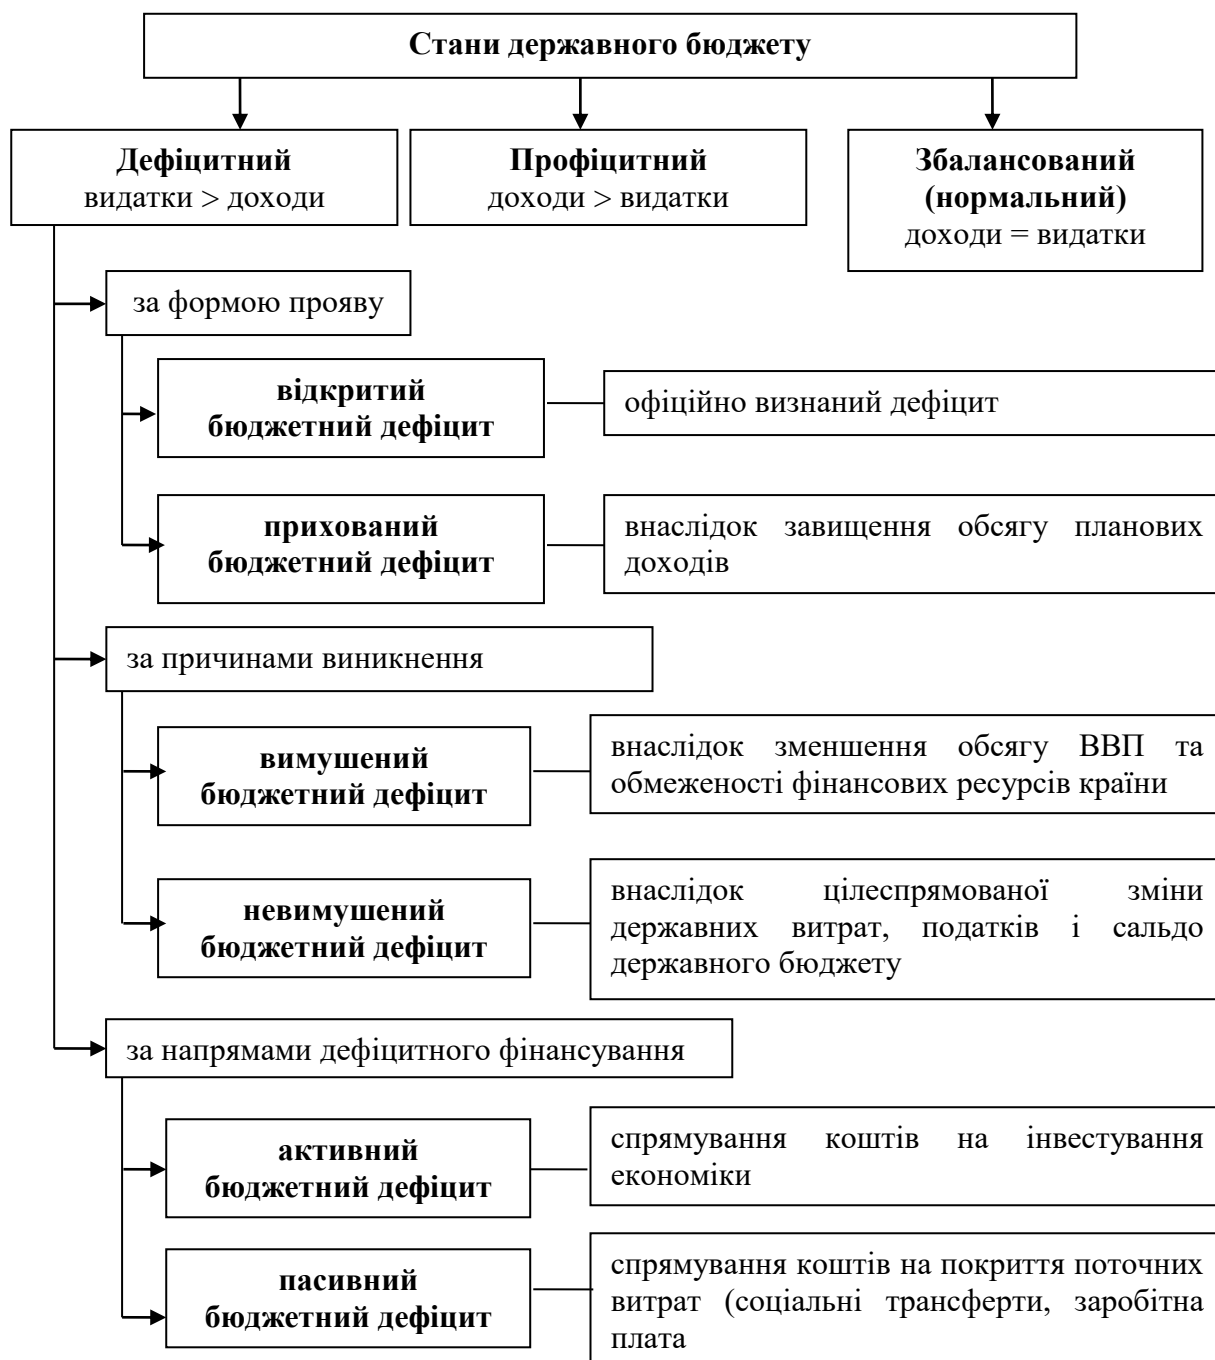 Стани державного бюджету
Дефіцитний
видатки > доходи
Профіцитний
доходи > видатки
Збалансований
(нормальний)
доходи = видатки
за формою прояву
відкритий
бюджетний дефіцит
офіційно визнаний дефіцит
прихований
бюджетний дефіцит
внаслідок завищення обсягу планових
доходів
за причинами виникнення
вимушений
бюджетний дефіцит
внаслідок зменшення обсягу ВВП та
обмеженості фінансових ресурсів країни
невимушений
бюджетний дефіцит
внаслідок цілеспрямованої зміни
державних витрат, податків і сальдо
державного бюджету
за напрямами дефіцитного фінансування
активний
бюджетний дефіцит
спрямування коштів на інвестування
економіки
пасивний
бюджетний дефіцит
спрямування коштів на покриття поточних
витрат (соціальні трансферти, заробітна
плата